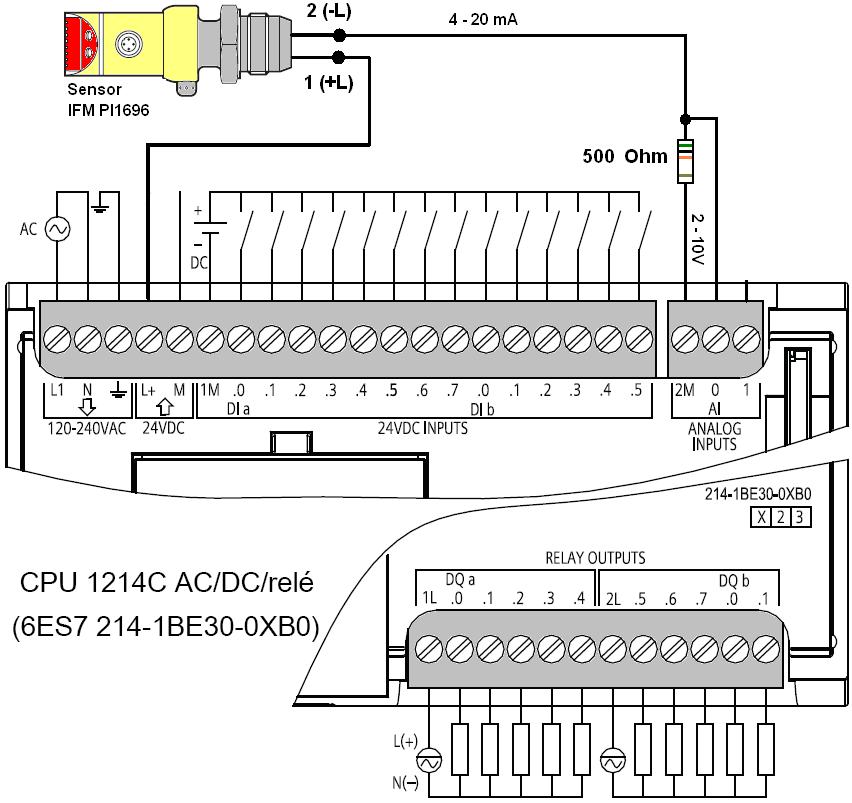 2 (-L)
4 - 20 mA
1 (+L)
Sensor
IFM PI1696
500 Ohm
2 - 10V
AC
+
–
DC
L1 N L+ M 1M .0 .1 .2 .3 .4 .5 .6 .7 .0 .1 .2 .3 .4 .5 2M 0 1
DI a DI b AI
120-240VAC 24VDC 24VDC INPUTS ANALOG
INPUTS
214-1BE30-0XB0
X 2 3
CPU 1214C AC/DC/relé
(6ES7 214-1BE30-0XB0)
RELAY OUTPUTS
DQ a DQ b
1L .0 .1 .2 .3 .4 2L .5 .6 .7 .0 .1
L(+)
N(–)